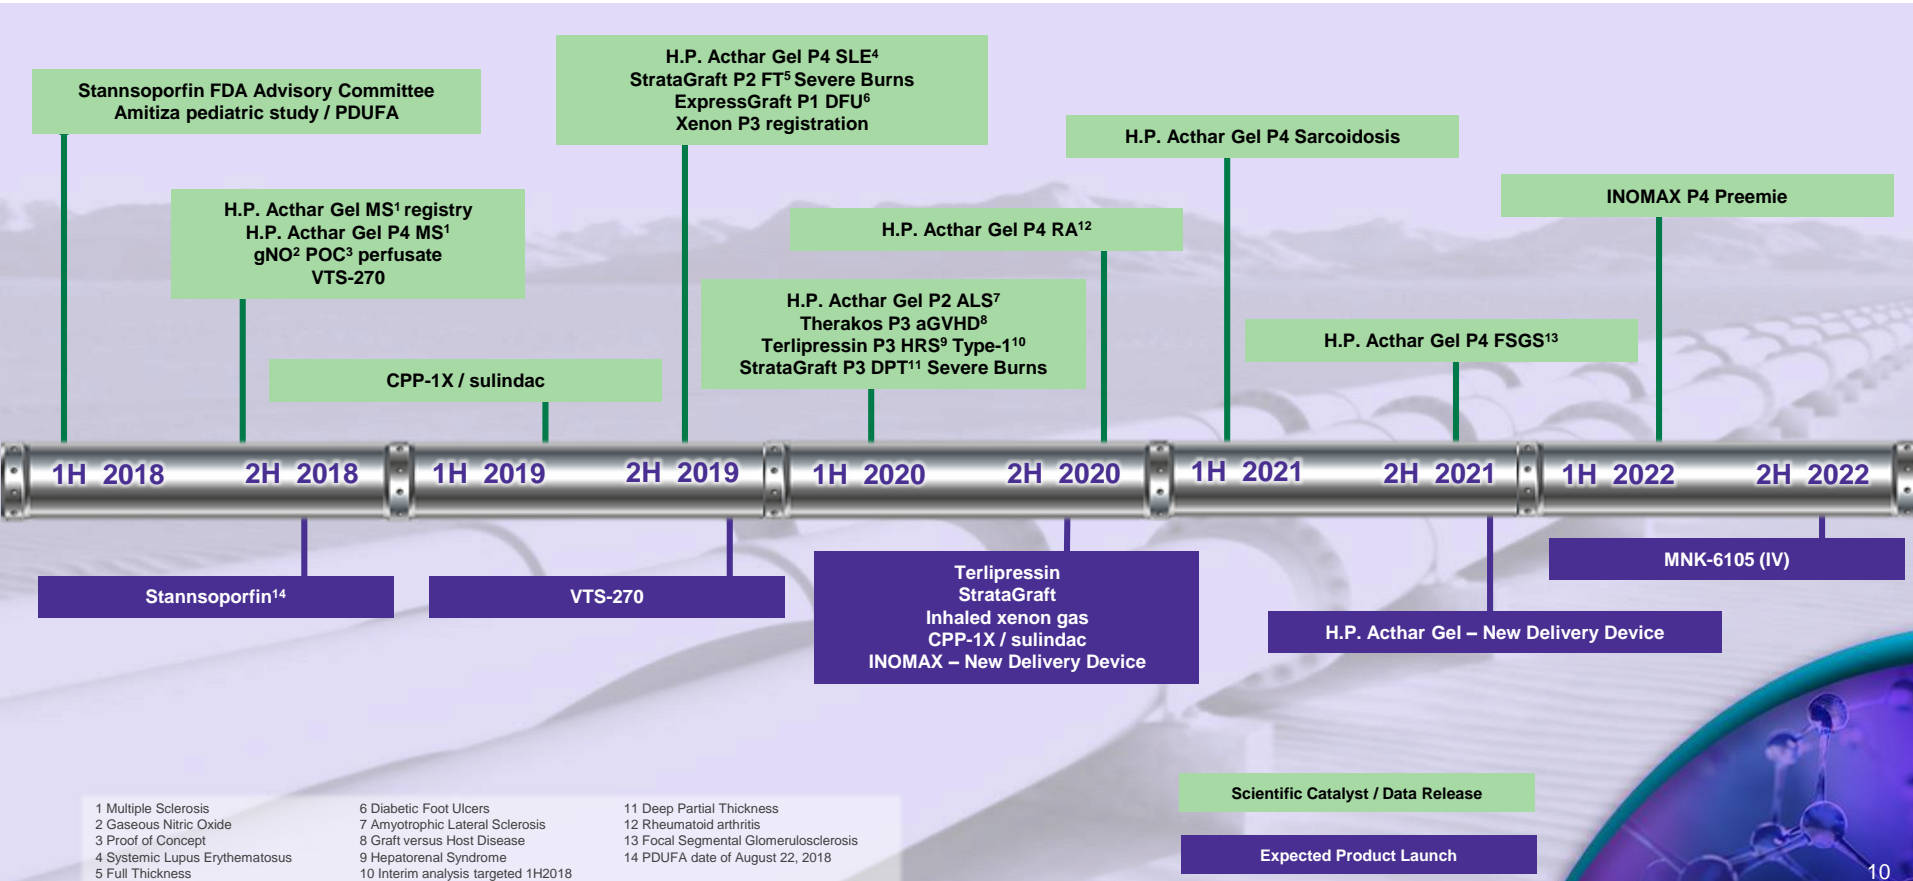 Stannsoporfin FDA Advisory Committee
Amitiza pediatric study / PDUFA
H.P. Acthar Gel MS¹ registry
H.P. Acthar Gel P4 MS¹
gNO² POC³ perfusate
VTS-270
CPP-1X / sulindac
H.P. Acthar Gel P4 SLE⁴
StrataGraft P2 FT⁵ Severe Burns
ExpressGraft P1 DFU⁶
Xenon P3 registration
H.P. Acthar Gel P2 ALS⁷
Therakos P3 aGVHD⁸
Terlipressin P3 HRS⁹ Type-1¹⁰
StrataGraft P3 DPT¹¹ Severe Burns
H.P. Acthar Gel P4 RA¹²
H.P. Acthar Gel P4 Sarcoidosis
H.P. Acthar Gel P4 FSGS¹³
INOMAX P4 Preemie
1H 2018
2H 2018
1H 2019
2H 2019
1H 2020
2H 2020
1H 2021
2H 2021
1H 2022
2H 2022
Stannsoporfin¹⁴
VTS-270
Terlipressin
StrataGraft
Inhaled xenon gas
CPP-1X / sulindac
INOMAX – New Delivery Device
H.P. Acthar Gel – New Delivery Device
MNK-6105 (IV)
1 Multiple Sclerosis
2 Gaseous Nitric Oxide
3 Proof of Concept
4 Systemic Lupus Erythematosus
5 Full Thickness
6 Diabetic Foot Ulcers
7 Amyotrophic Lateral Sclerosis
8 Graft versus Host Disease
9 Hepatorenal Syndrome
10 Interim analysis targeted 1H2018
11 Deep Partial Thickness
12 Rheumatoid arthritis
13 Focal Segmental Glomerulosclerosis
14 PDUFA date of August 22, 2018
Scientific Catalyst / Data Release
Expected Product Launch
10